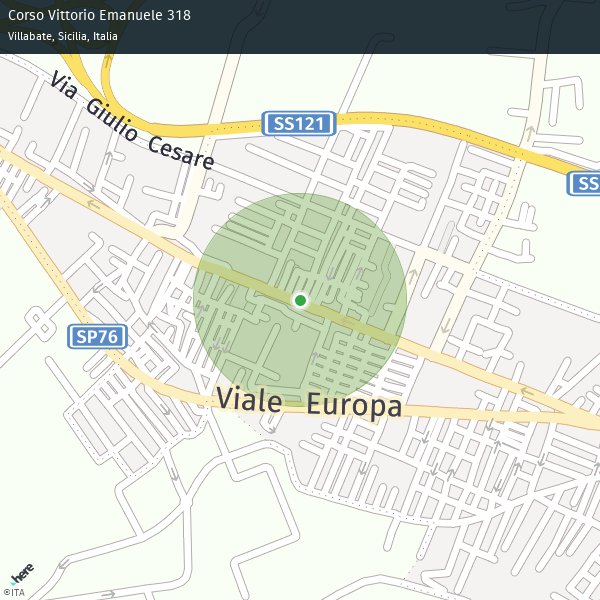 Corso Vittorio Emanuele 318
Villabate, Sicilia, Italia
Via Giulio Cesare
SS121
SS
SP76
Viale Europa
here
©ITA